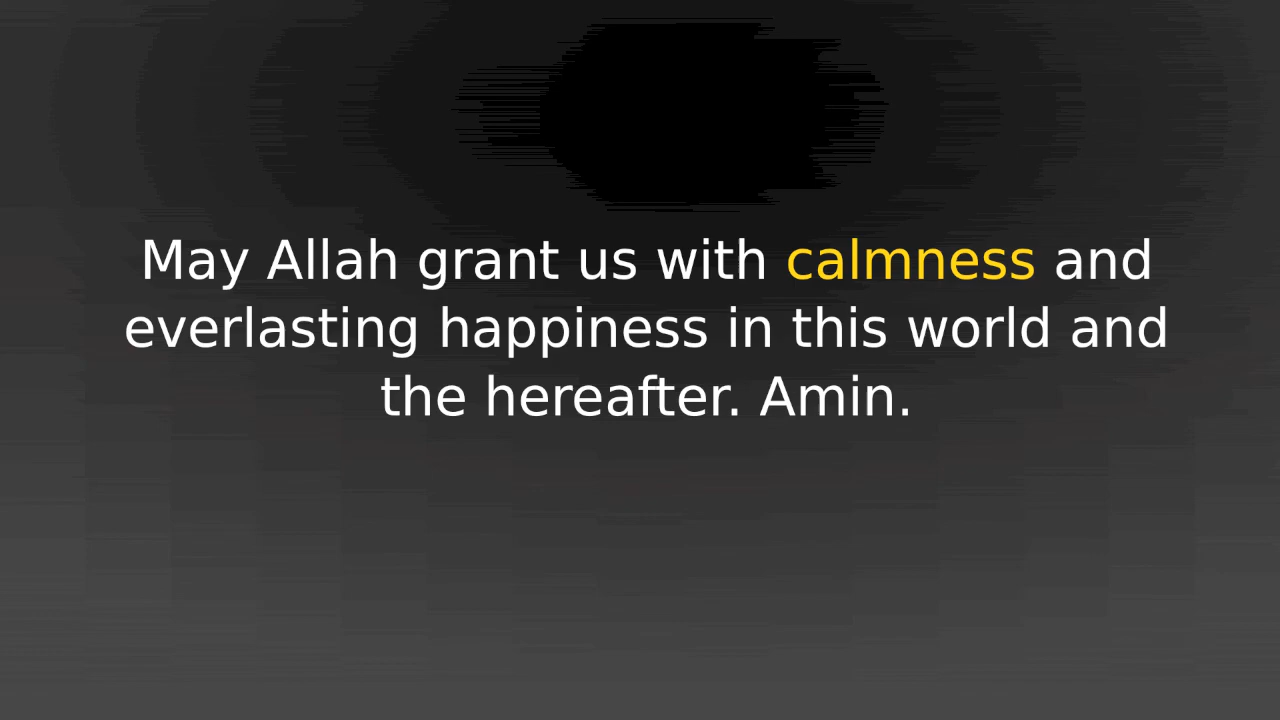 May Allah grant us with calmness and
everlasting happiness in this world and
the hereafter. Amin.